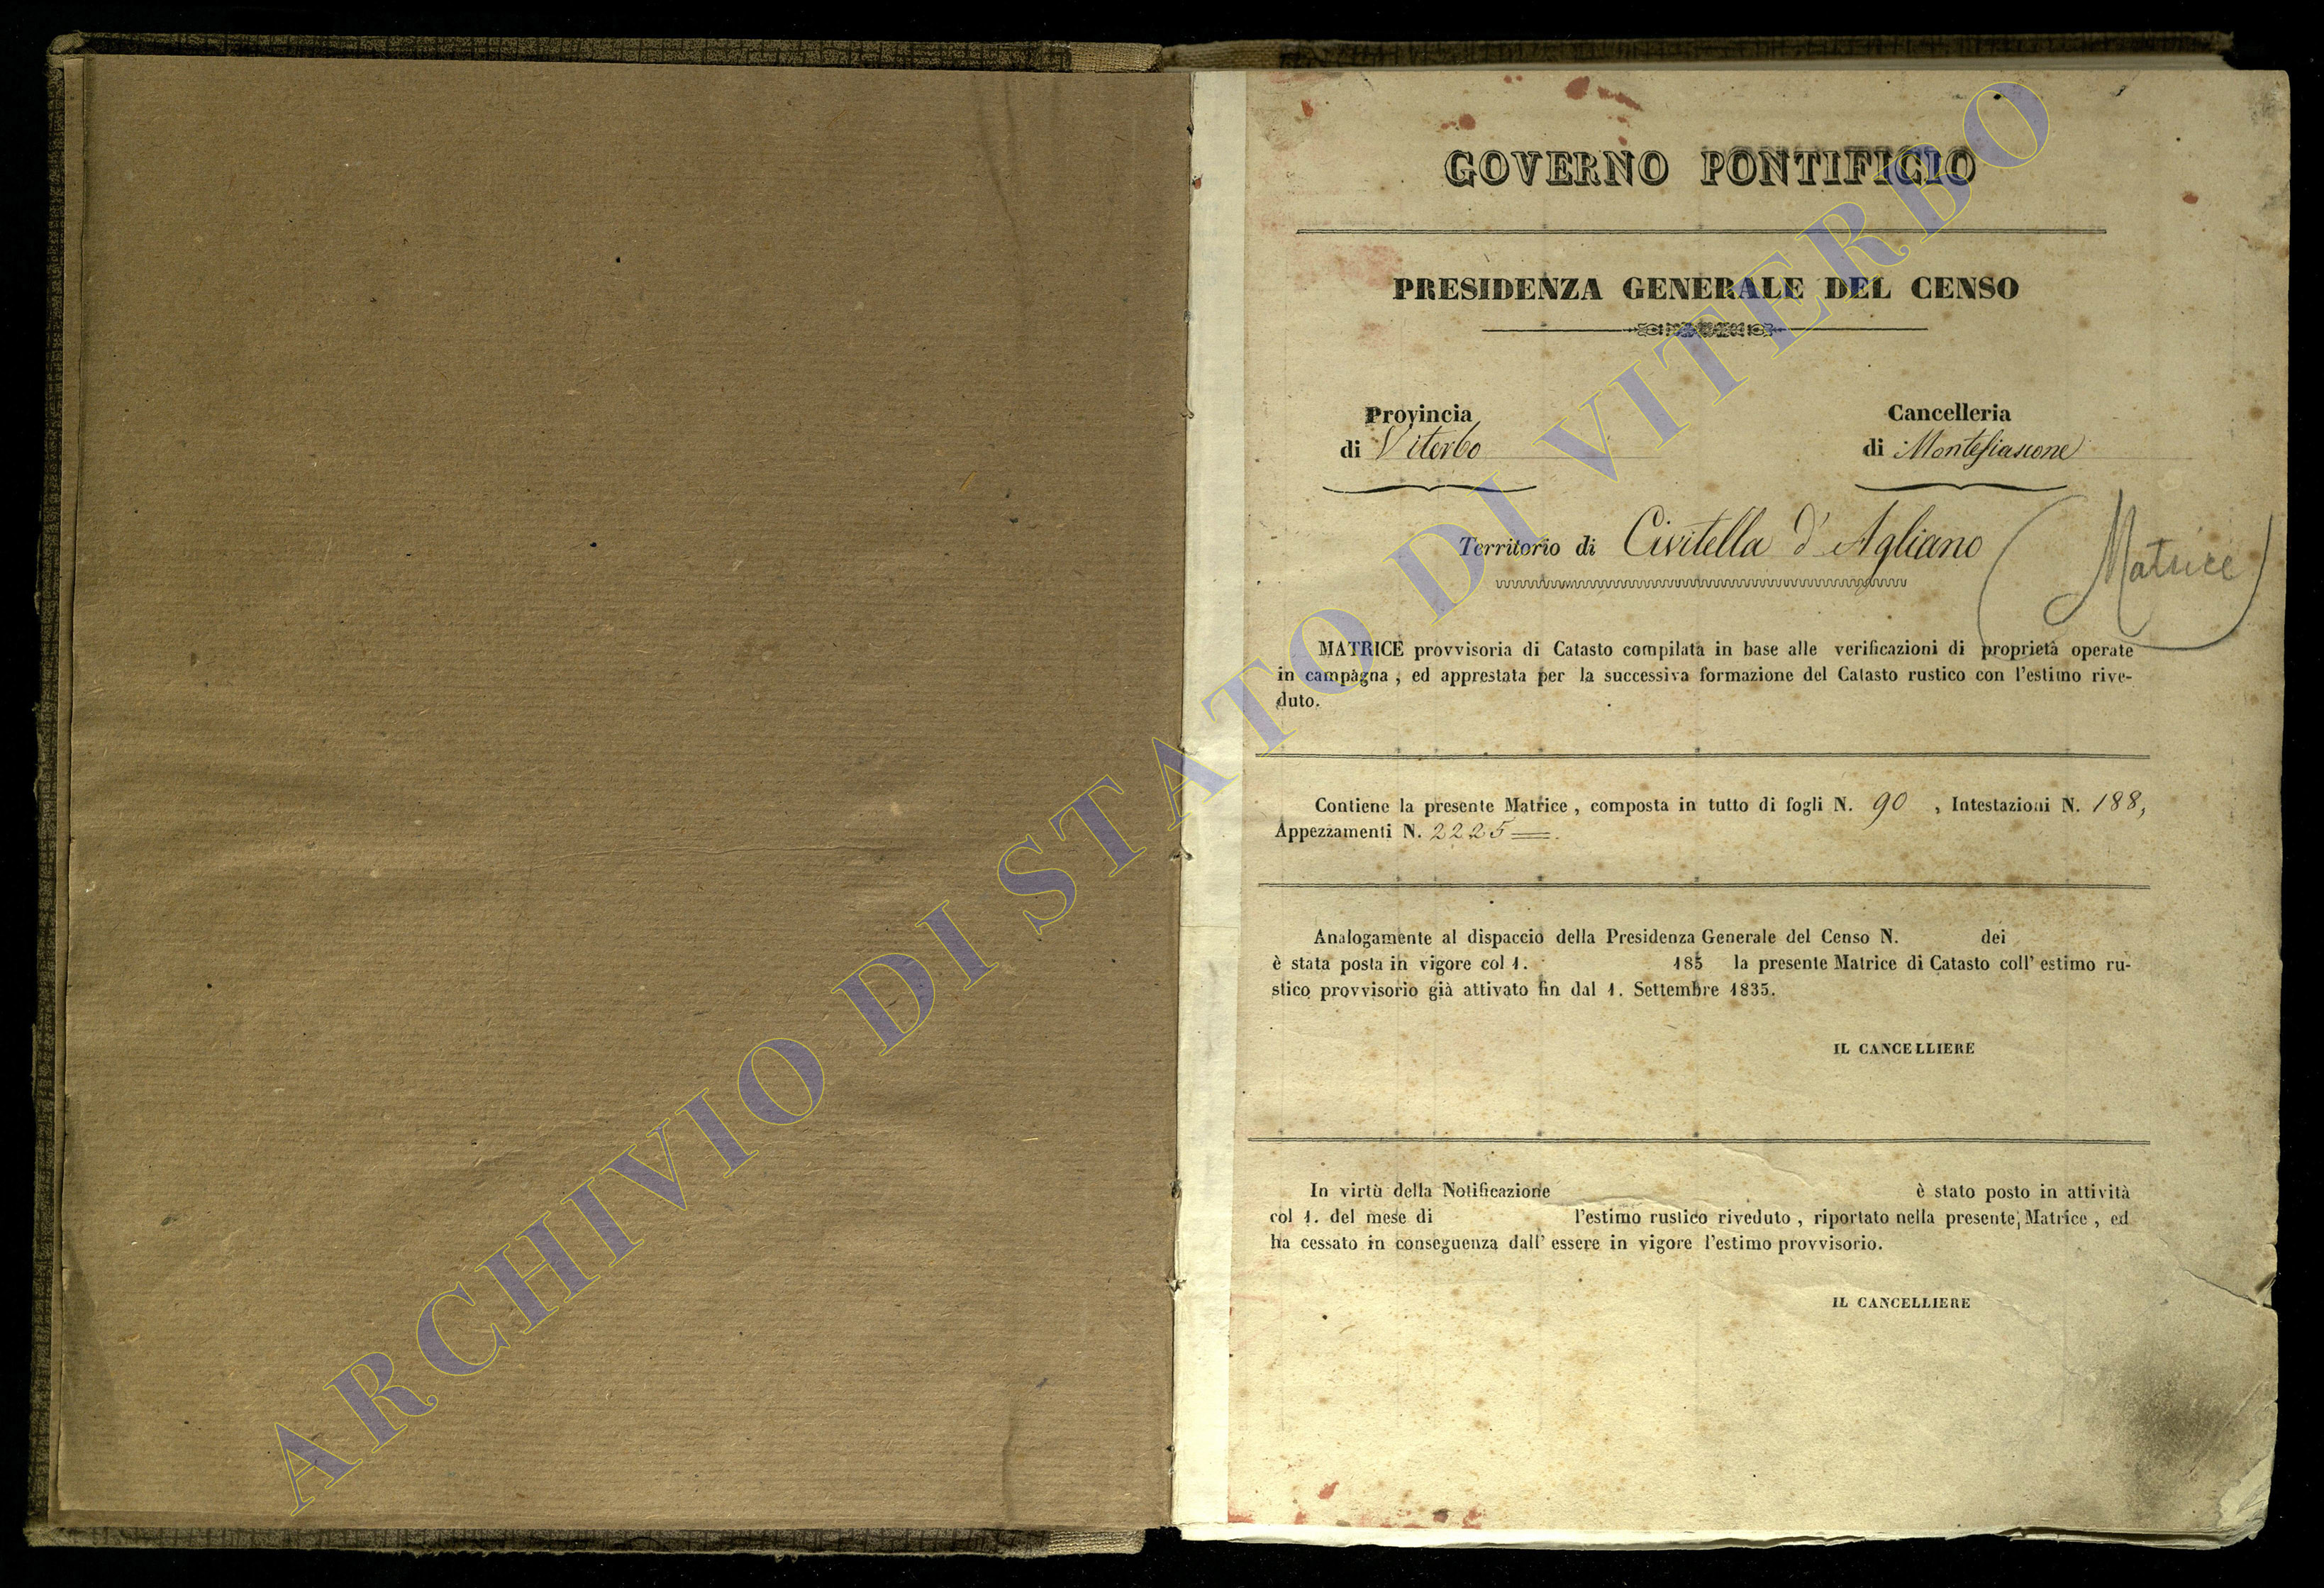 GOVERNO PONTIFICIO
PRESIDENZA GENERALE DEL CENSO
Provincia
di Viterbo
Cancelleria
di Montefiascone
Territorio di Civitella d'Agliano
(Matrice)
MATRICE provvisoria di Catasto compilata in base alle verificazioni di proprietà operate
in campagna, ed apprestata per la successiva formazione del Catasto rustico con l'estimo rive-
duto.
Contiene la presente Matrice, composta in tutto di fogli N. 90, Intestazioni N. 188,
Appezzamenti N. 2225
Analogamente al dispaccio della Presidenza Generale del Censo N. dei
è stata posta in vigore col 1. 185 la presente Matrice di Catasto coll' estimo ru-
stico provvisorio già attivato fin dal 1. Settembre 1835.
IL CANCELLIERE
In virtù della Notificazione è stato posto in attività
col 1. del mese di l'estimo rustico riveduto, riportato nella presente Matrice, ed
ha cessato in conseguenza dall' essere in vigore l'estimo provvisorio.
IL CANCELLIERE
ARCHIVIO DI STATO DI VITERBO